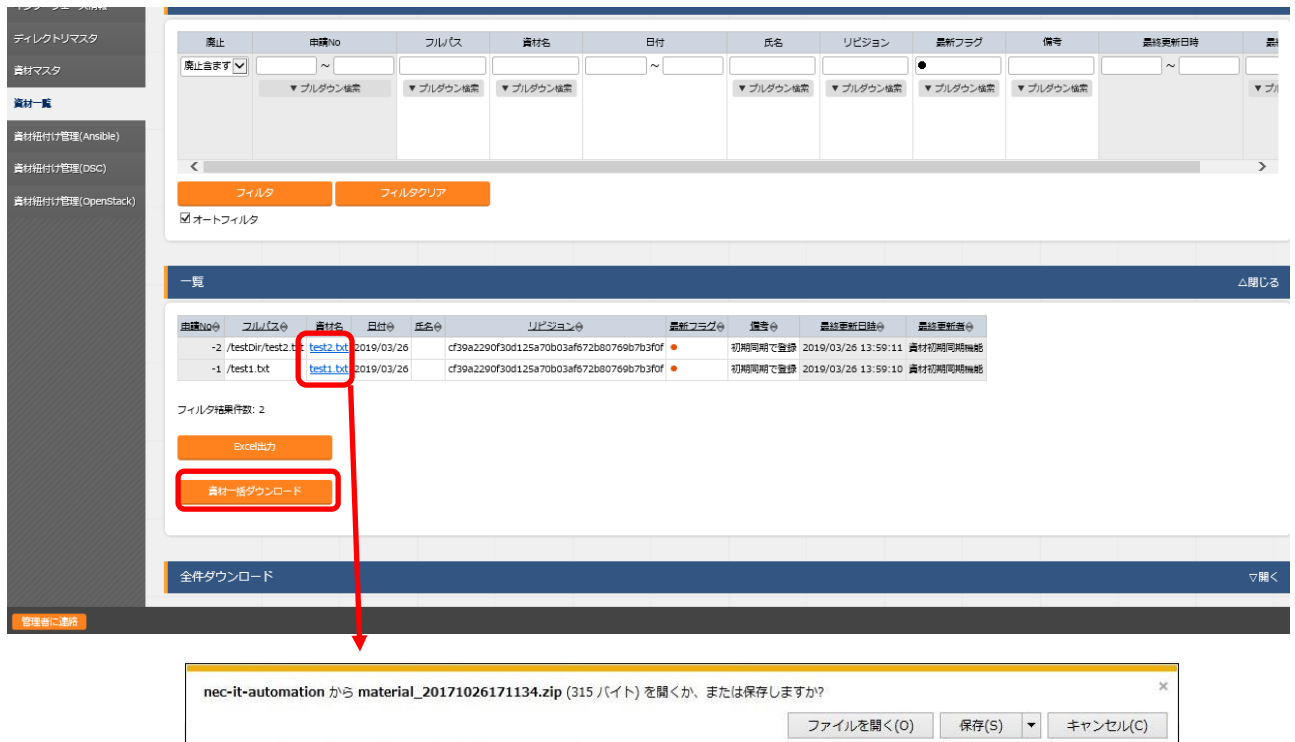 ディレクトリマスタ
資材マスタ
資材一覧
資材紐付け管理(Ansible)
資材紐付け管理(DSC)
資材紐付け管理(OpenStack)
廃止 申請No フルパス 資材名 日付 氏名 リビジョン 最新フラグ 備考 最終更新日時
廃止含まず ～ ～ ● ～
▼プルダウン検索 ▼プルダウン検索 ▼プルダウン検索 ▼プルダウン検索 ▼プルダウン検索 ▼プルダウン検索 ▼プルダウン検索 ▼プル
フィルタ フィルタクリア
オートフィルタ
一覧 △閉じる
申請No フルパス 資材名 日付 氏名 リビジョン 最新フラグ 備考 最終更新日時 最終更新者
-2 /testDir/test2.txt test2.txt 2019/03/26 cf39a2290f30d125a70b03af672b80769b7b3f0f ● 初期同期で登録 2019/03/26 13:59:11 資材初期同期機能
-1 /test1.txt test1.txt 2019/03/26 cf39a2290f30d125a70b03af672b80769b7b3f0f ● 初期同期で登録 2019/03/26 13:59:10 資材初期同期機能
フィルタ結果件数: 2
Excel出力
資材一括ダウンロード
全件ダウンロード ▽開く
管理者に連絡
nec-it-automation から material_20171026171134.zip (315 バイト) を開くか、または保存しますか? ×
ファイルを開く(O) 保存(S) ▼ キャンセル(C)